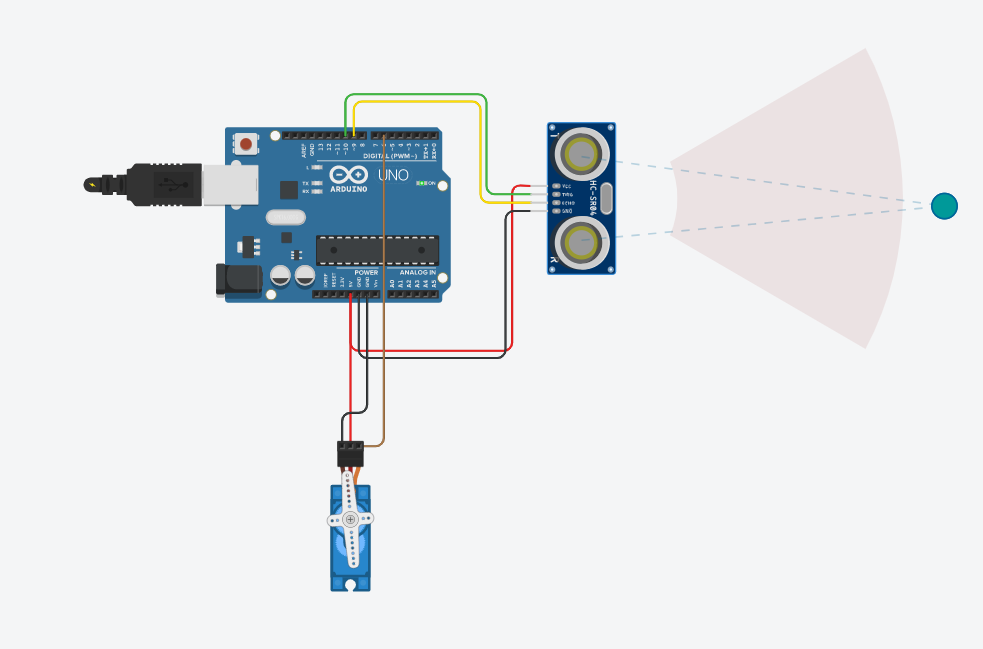 AREF
GND
13
12
~11
~10
~9
8
7
~6
~5
4
~3
2
TX→1
RX←0
DIGITAL (PWM~)
L
TX
RX
ARDUINO
UNO
ON
POWER
ANALOG IN
IOREF
RESET
3.3V
5V
GND
GND
Vin
A0
A1
A2
A3
A4
A5
T
VCC
TRIG
ECHO
GND
HC-SR04
R